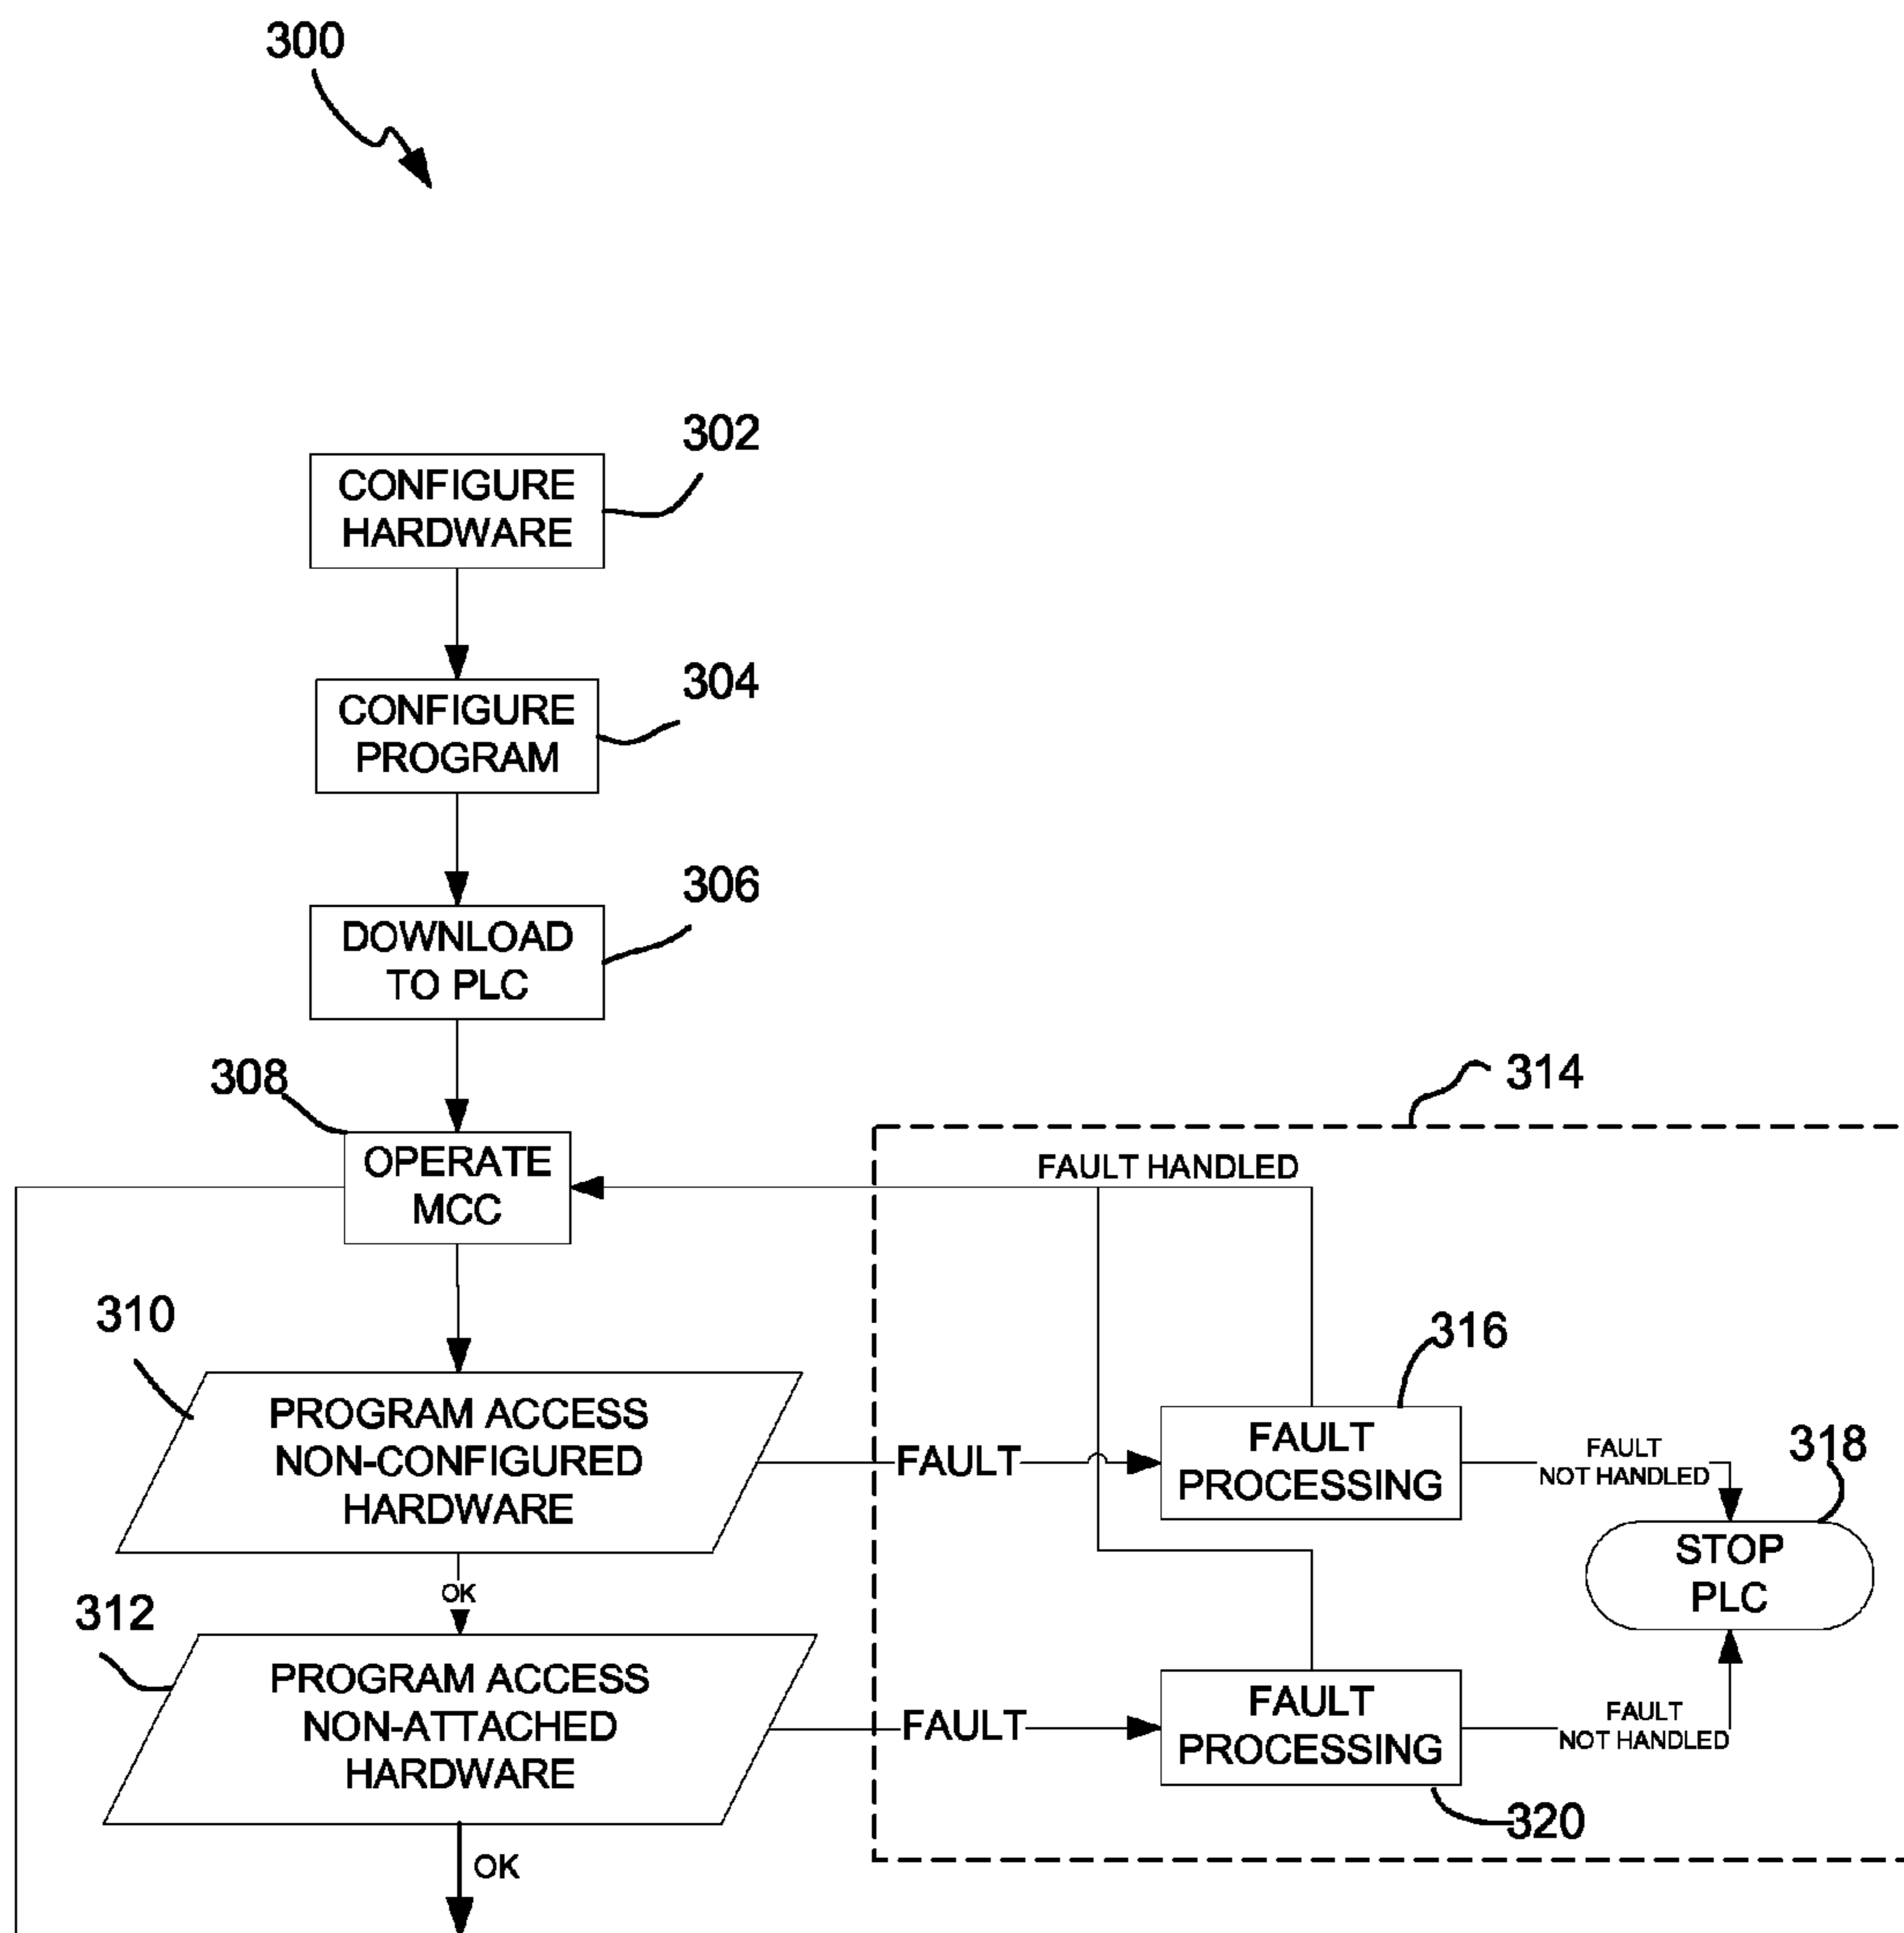 300
302
CONFIGURE
HARDWARE
304
CONFIGURE
PROGRAM
306
DOWNLOAD
TO PLC
308
OPERATE
MCC
314
FAULT HANDLED
310
PROGRAM ACCESS
NON-CONFIGURED
HARDWARE
FAULT
316
FAULT
PROCESSING
FAULT
NOT HANDLED
318
STOP
PLC
OK
312
PROGRAM ACCESS
NON-ATTACHED
HARDWARE
FAULT
FAULT
PROCESSING
FAULT
NOT HANDLED
320
OK